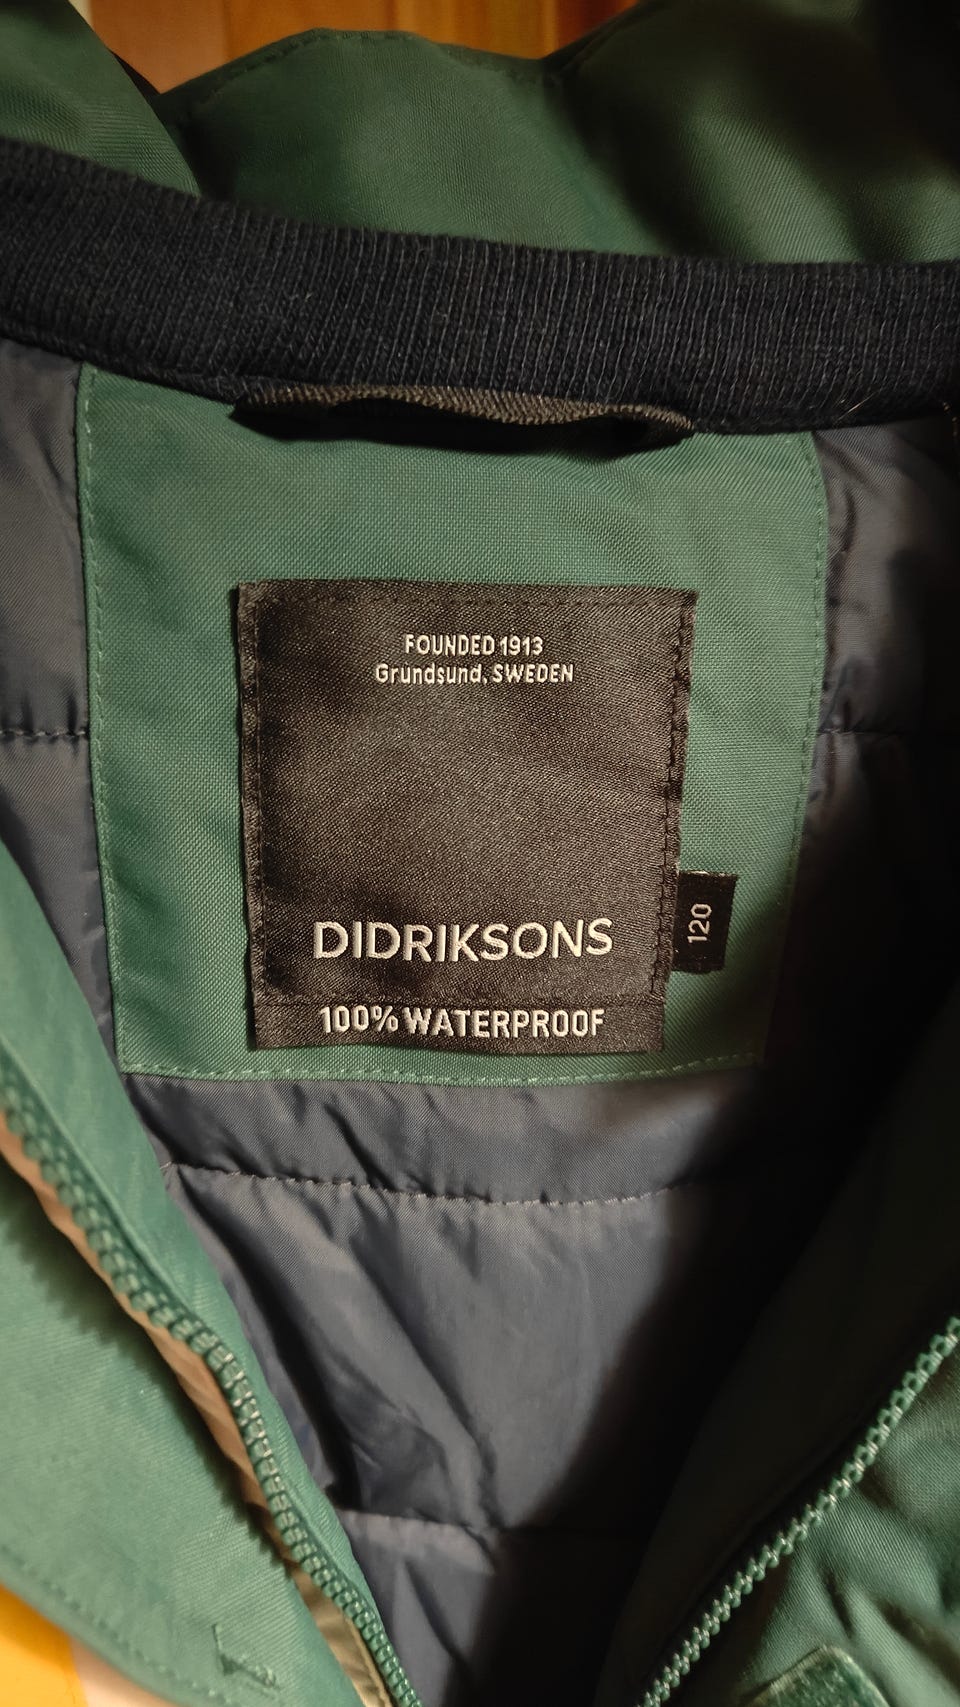 FOUNDED 1913
Grundsund, SWEDEN
DIDRIKSONS
120
100% WATERPROOF